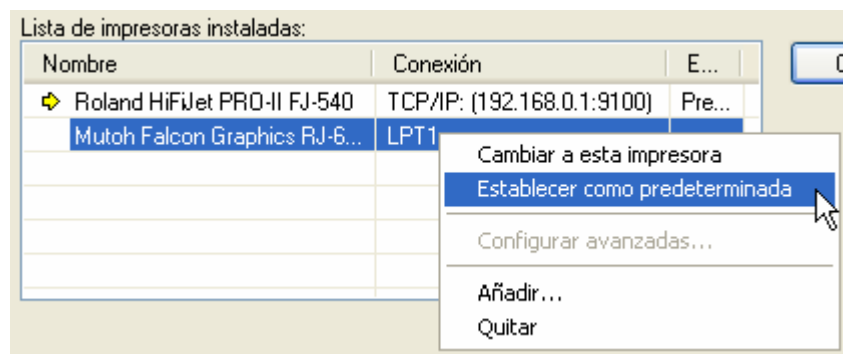 Lista de impresoras instaladas:
Nombre Conexión E...
Roland HiFiJet PRO-II FJ-540 TCP/IP: (192.168.0.1:9100) Pre...
Mutoh Falcon Graphics RJ-6... LPT1
Cambiar a esta impresora
Establecer como predeterminada
Configurar avanzadas...
Añadir...
Quitar